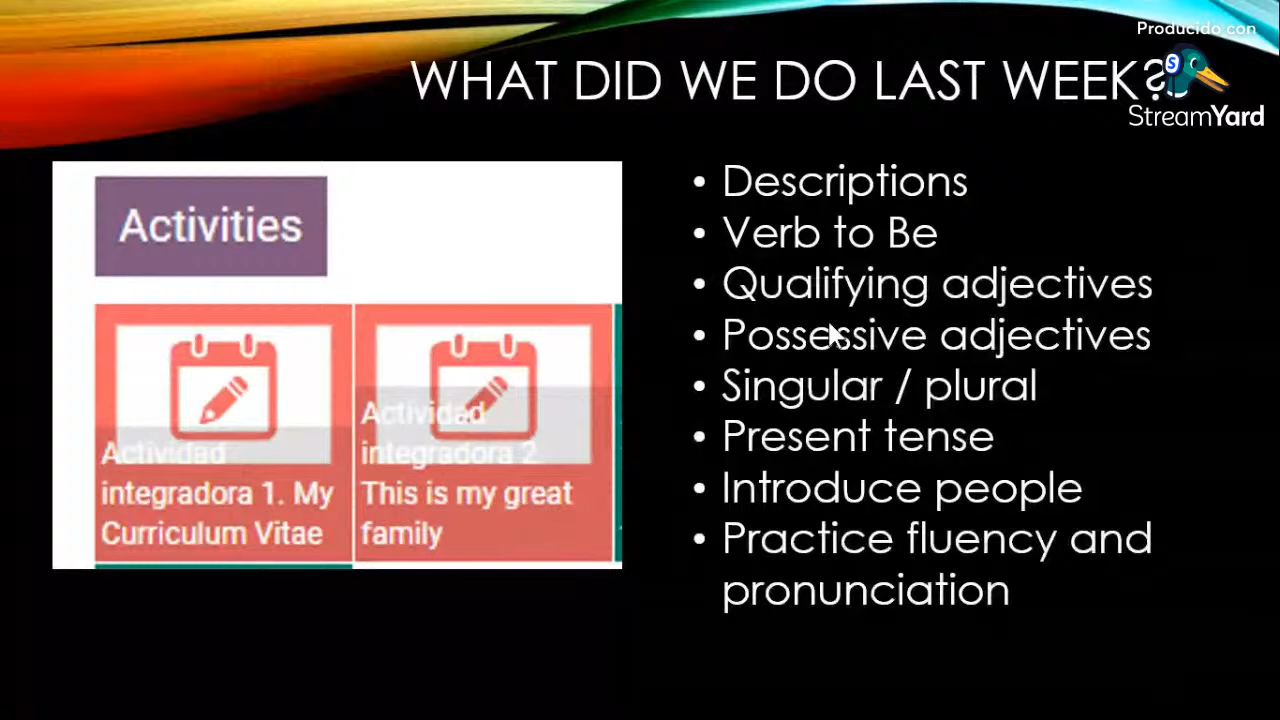 Producido con
StreamYard
WHAT DID WE DO LAST WEEK?
Activities
Actividad
integradora 1. My
Curriculum Vitae
Actividad
integradora 2
This is my great
family
• Descriptions
• Verb to Be
• Qualifying adjectives
• Possessive adjectives
• Singular / plural
• Present tense
• Introduce people
• Practice fluency and
pronunciation